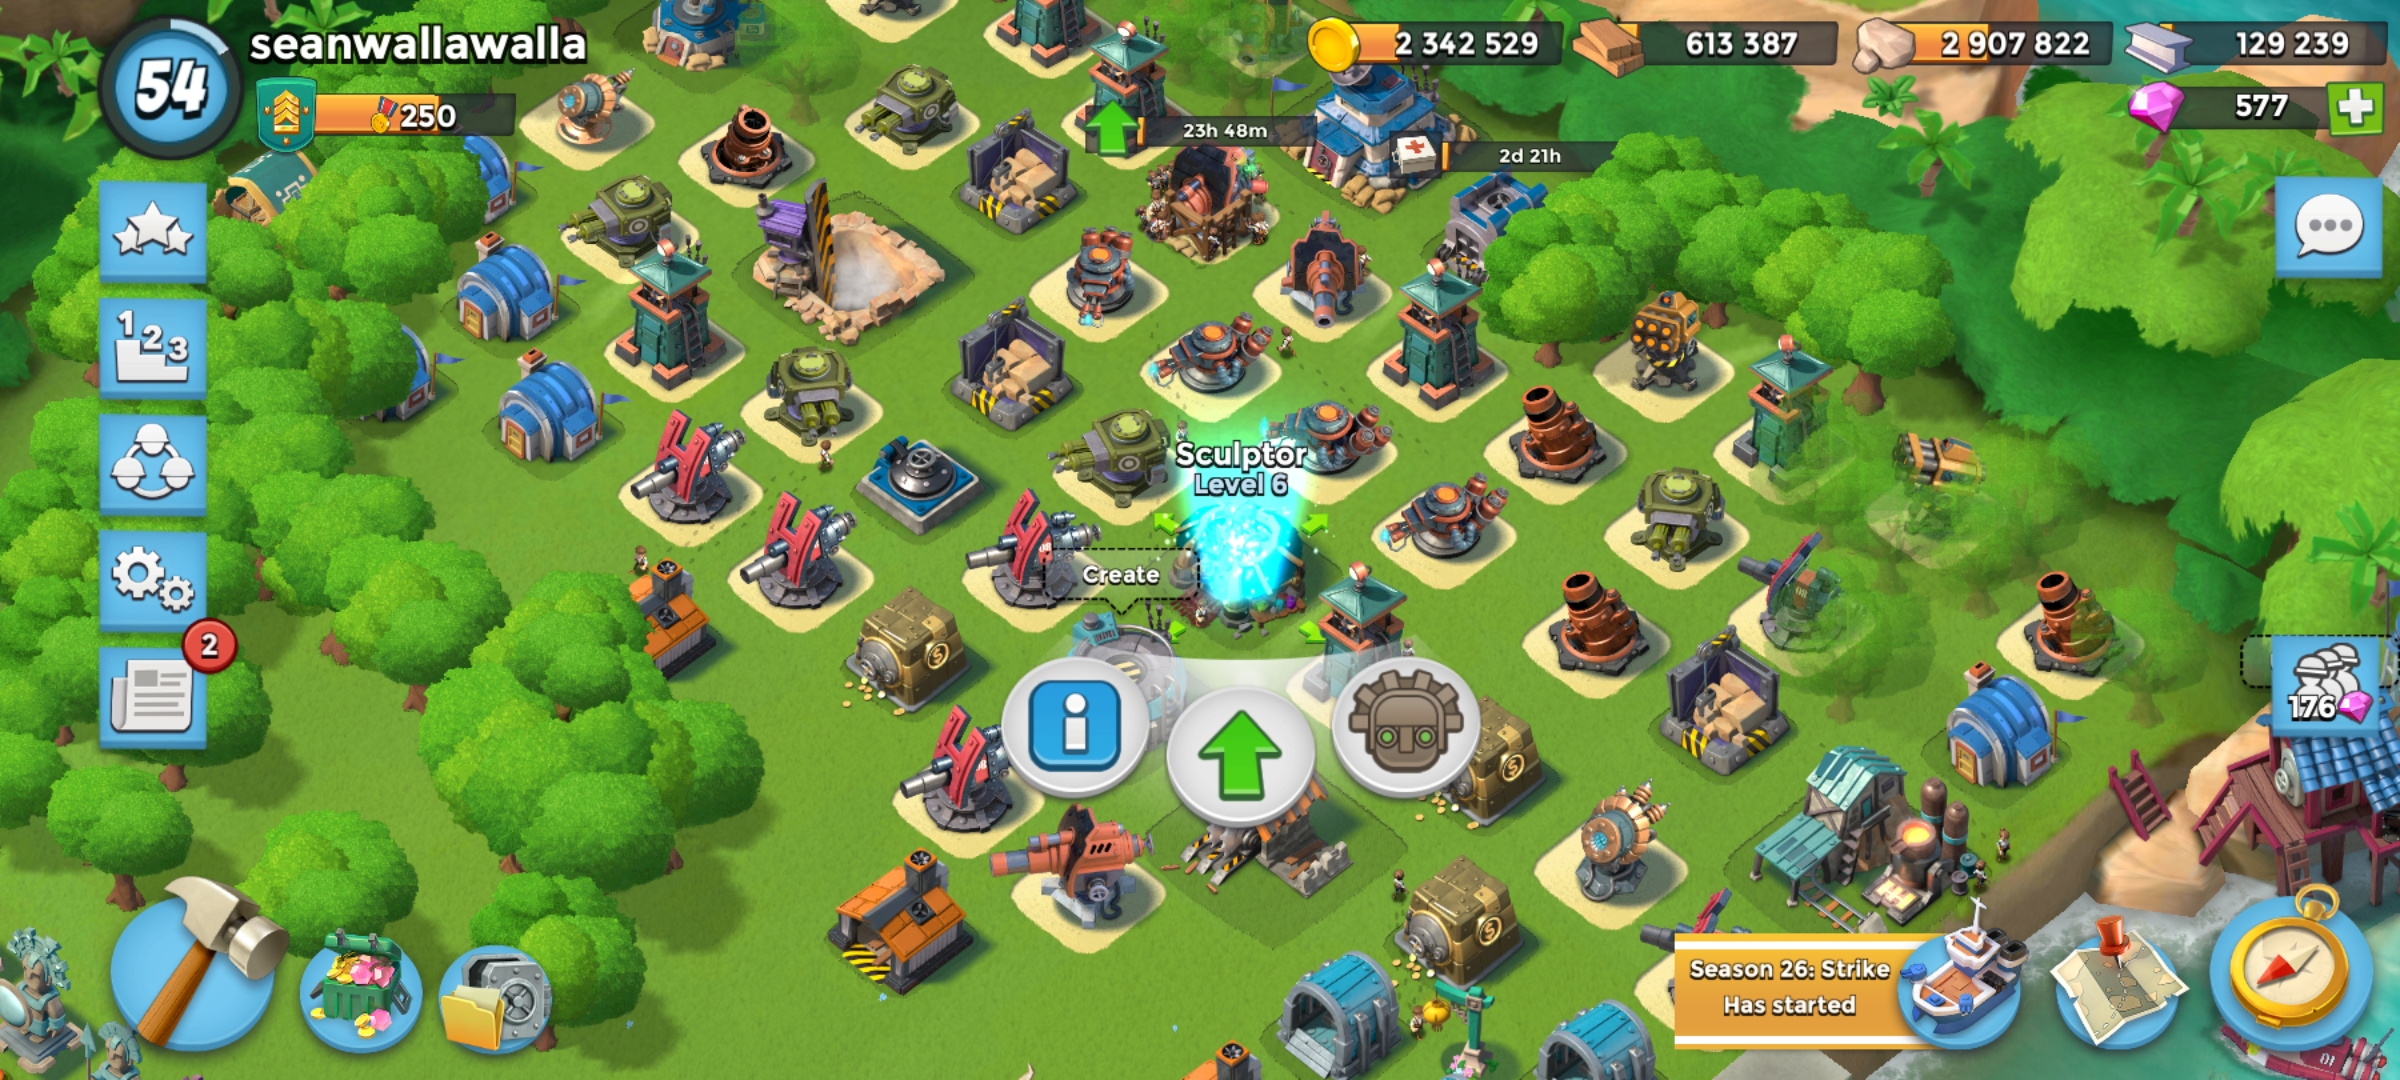 54
seanwallawalla
250
2 342 529
613 387
2 907 822
129 239
577
23h 48m
2d 21h
123
Sculptor
Level 6
Create
2
176
Season 26: Strike
Has started